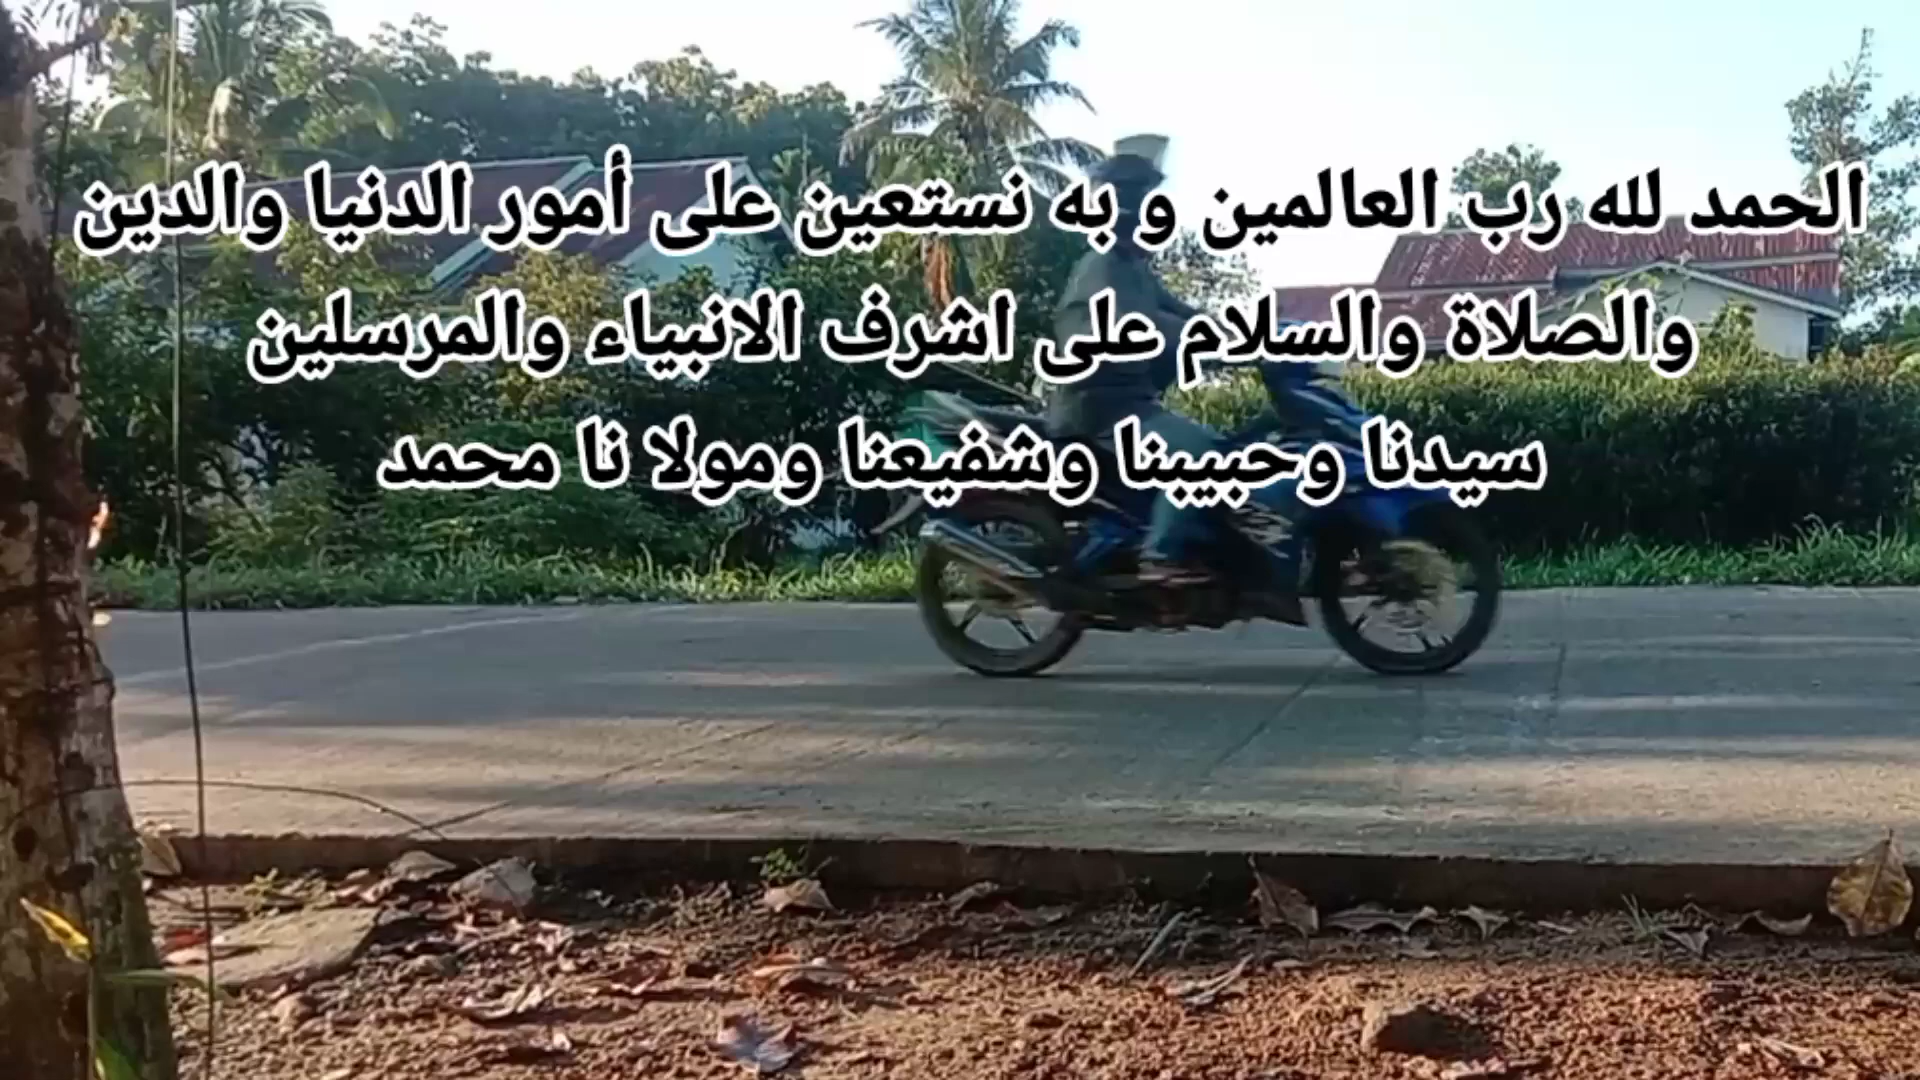 الحمد لله رب العالمين و به نستعين على أمور الدنيا والدين
والصلاة والسلامِ على اشرف الانبياء والمرسلين
سيدنا وحبيبنا وشفيعنا ومولا نا محمد